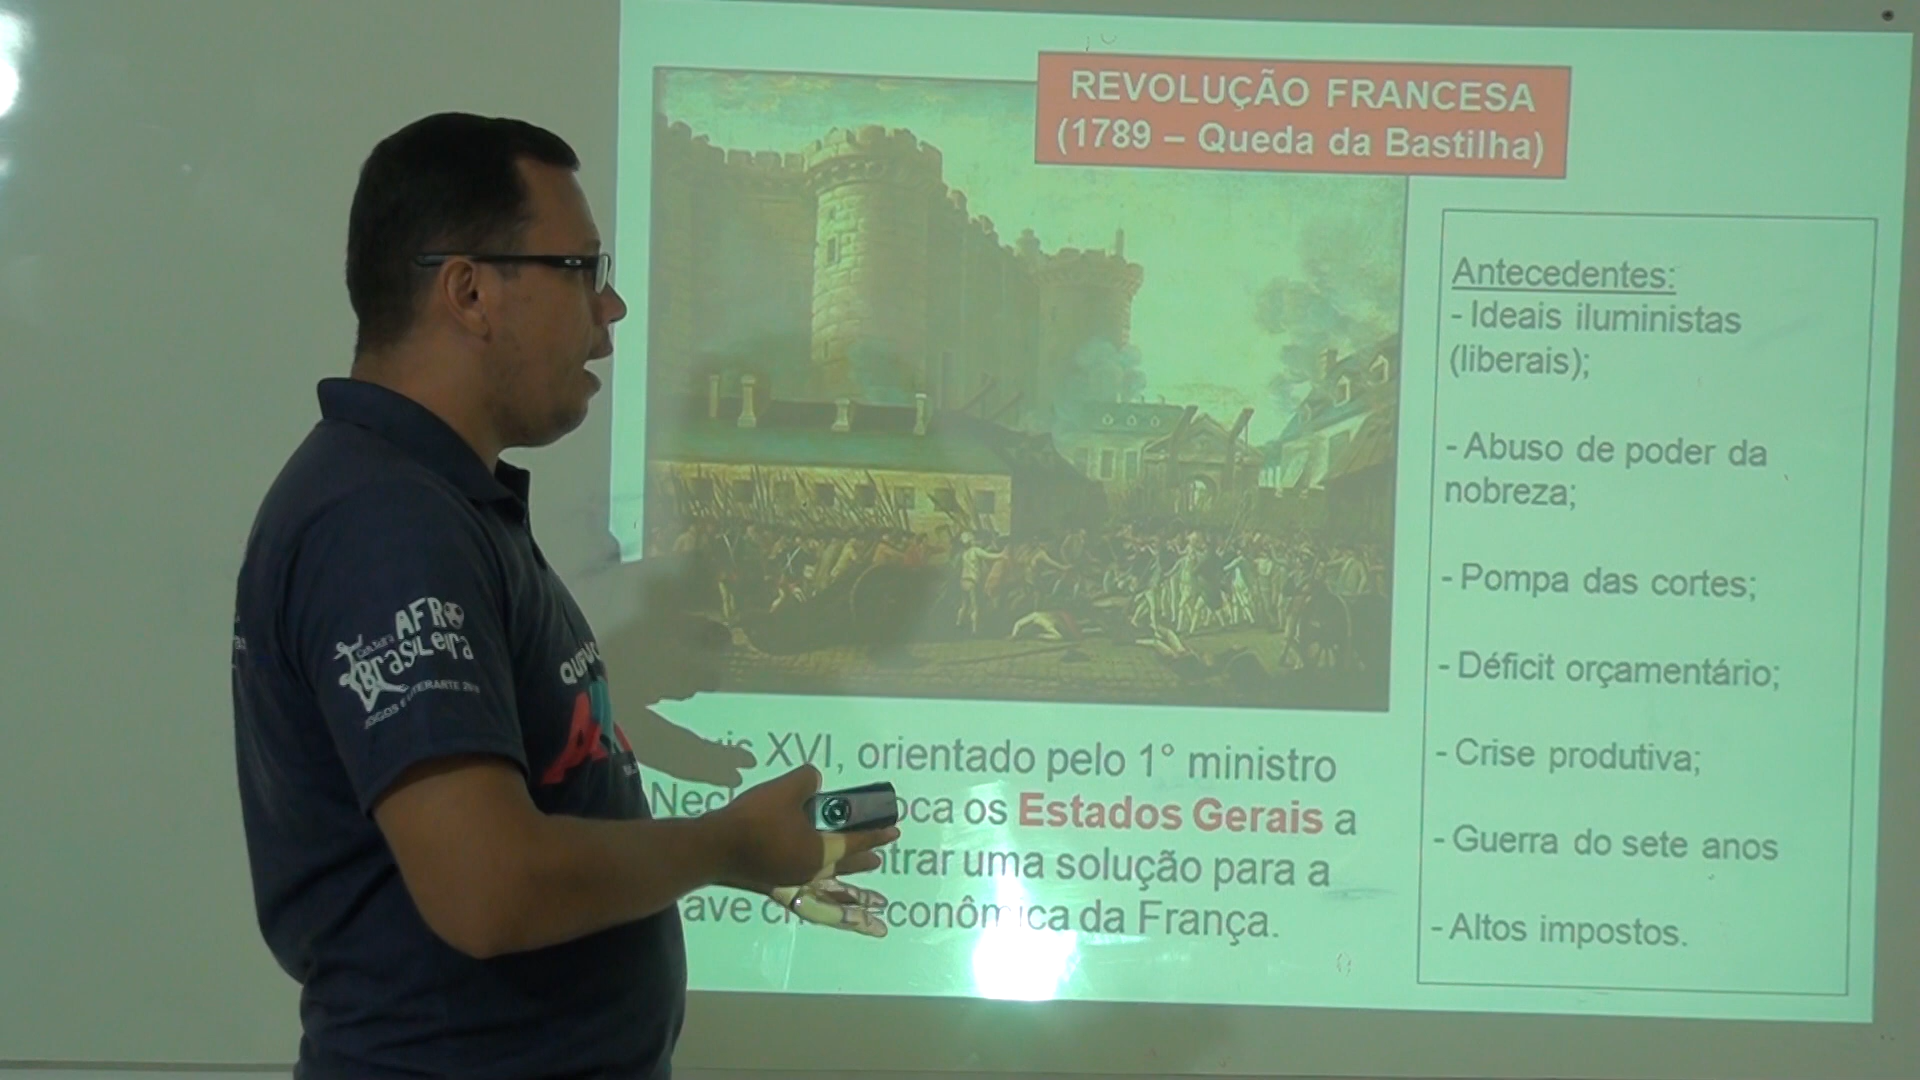 REVOLUÇÃO FRANCESA
(1789 – Queda da Bastilha)
Antecedentes:
- Ideais iluministas
(liberais);
- Abuso de poder da
nobreza;
- Pompa das cortes;
- Déficit orçamentário;
- Crise produtiva;
- Guerra do sete anos
- Altos impostos.
XVI, orientado pelo 1° ministro
os Estados Gerais a
uma solução para a
da França.
AFRO
Brasileira